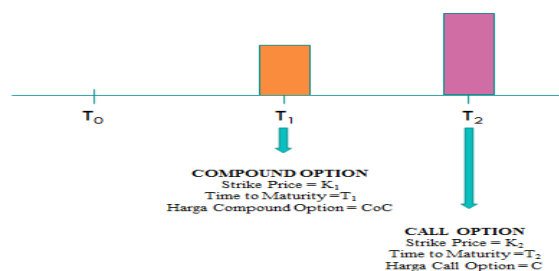 T₀ T₁ T₂
COMPOUND OPTION
Strike Price = K₁
Time to Maturity =T₁
Harga Compound Option = CoC
CALL OPTION
Strike Price = K₂
Time to Maturity =T₂
Harga Call Option = C